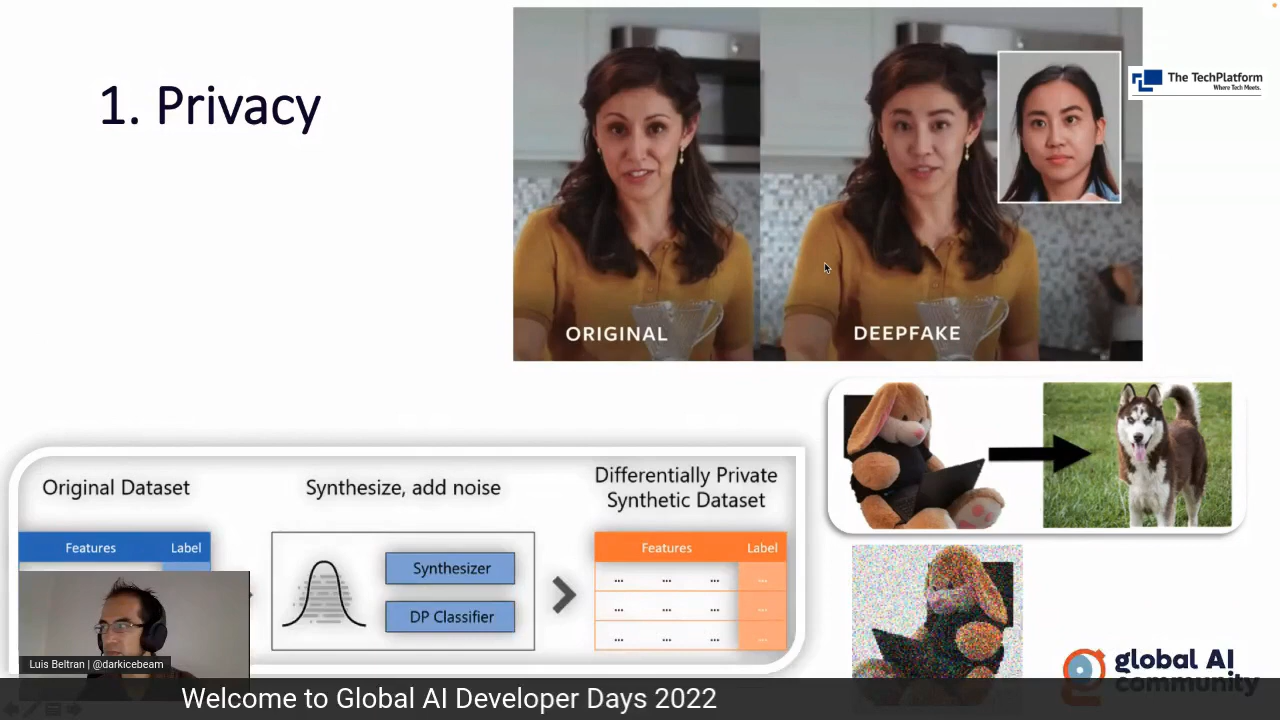 1. Privacy
The TechPlatform
Where Tech Meets.
ORIGINAL
DEEPFAKE
Original Dataset
Synthesize, add noise
Differentially Private
Synthetic Dataset
Features
Label
Synthesizer
DP Classifier
Features
Label
... ... ... ...
... ... ... ...
... ... ... ...
Luis Beltran | @darkicebeam
global AI
community
Welcome to Global AI Developer Days 2022